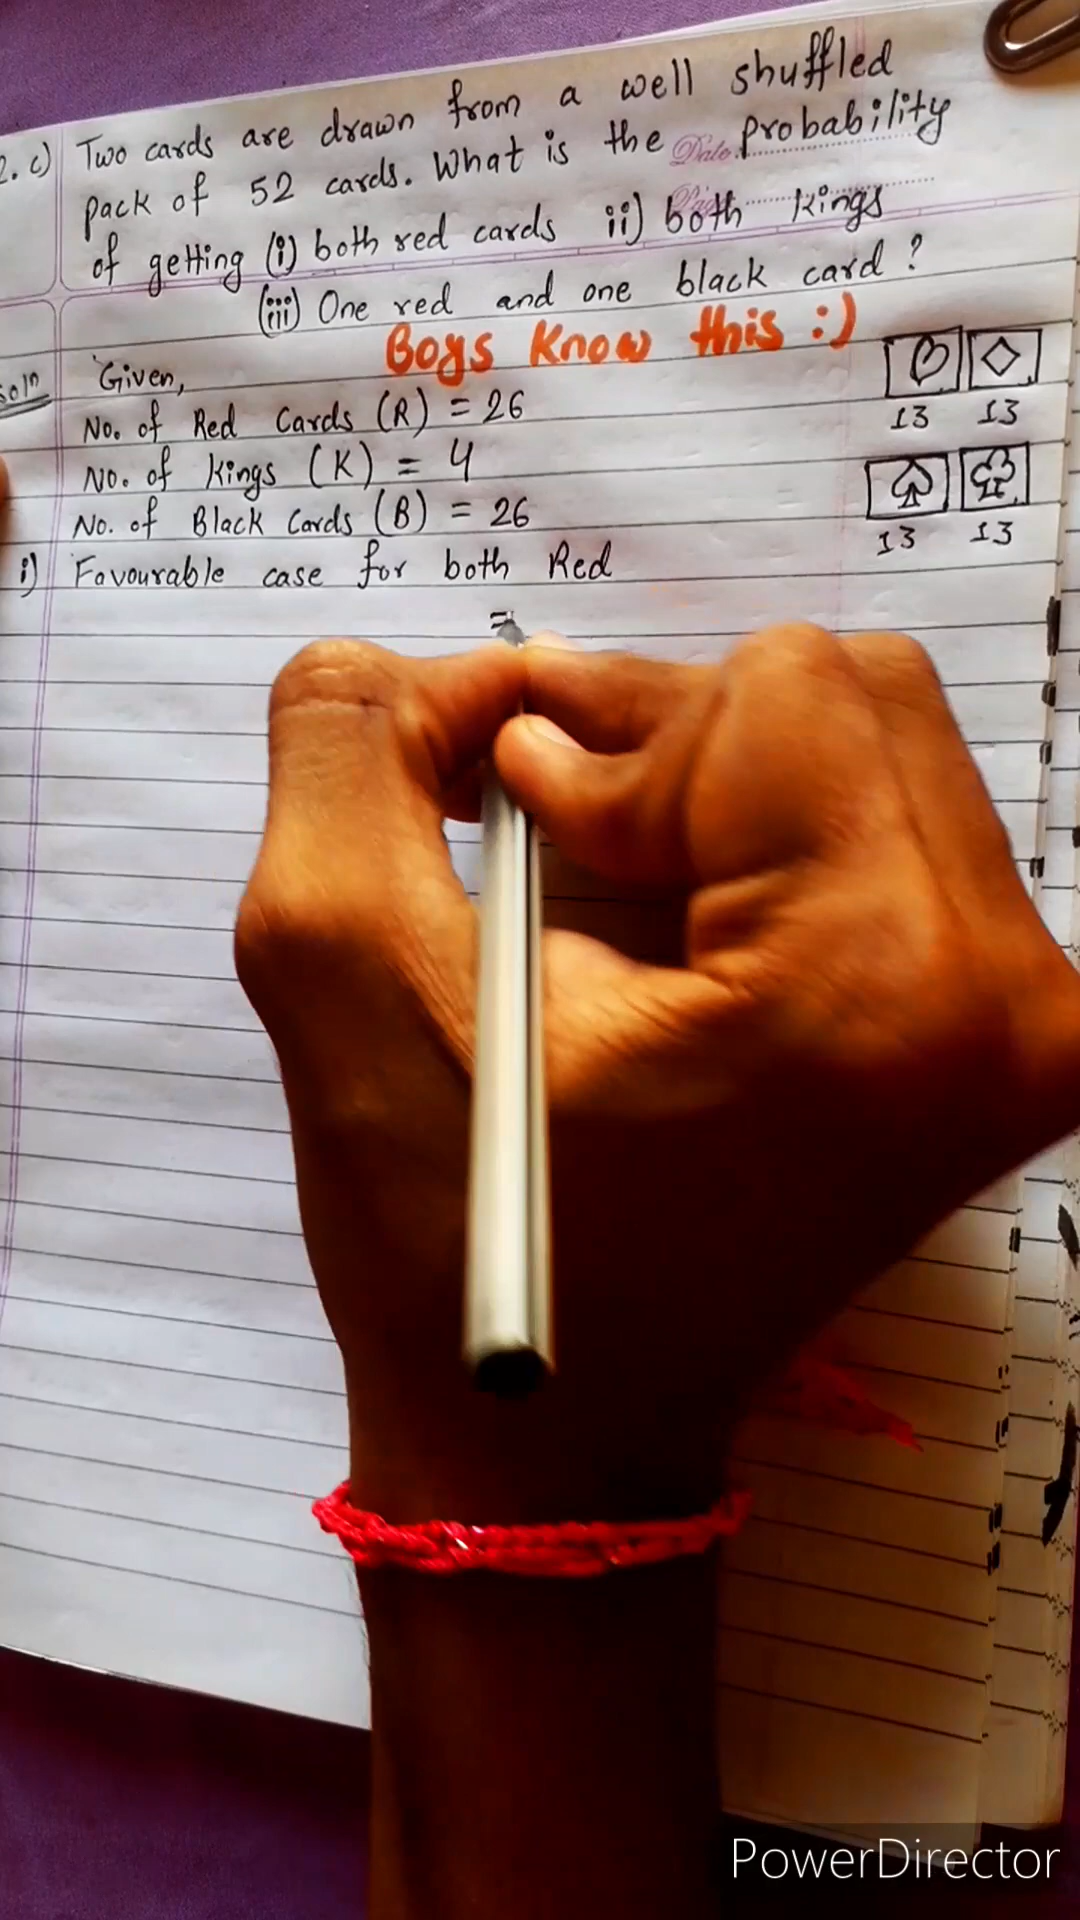 2. c) Two cards are drawn from a well shuffled
pack of 52 cards. What is the probability
of getting (i) both red cards ii) both kings
(iii) One red and one black card ?
Date.
Boys Know this :)
Soln Given,
No. of Red Cards (R) = 26
No. of kings (K) = 4
No. of Black Cards (B) = 26
13 13
13 13
i) Favourable case for both Red
=
PowerDirector